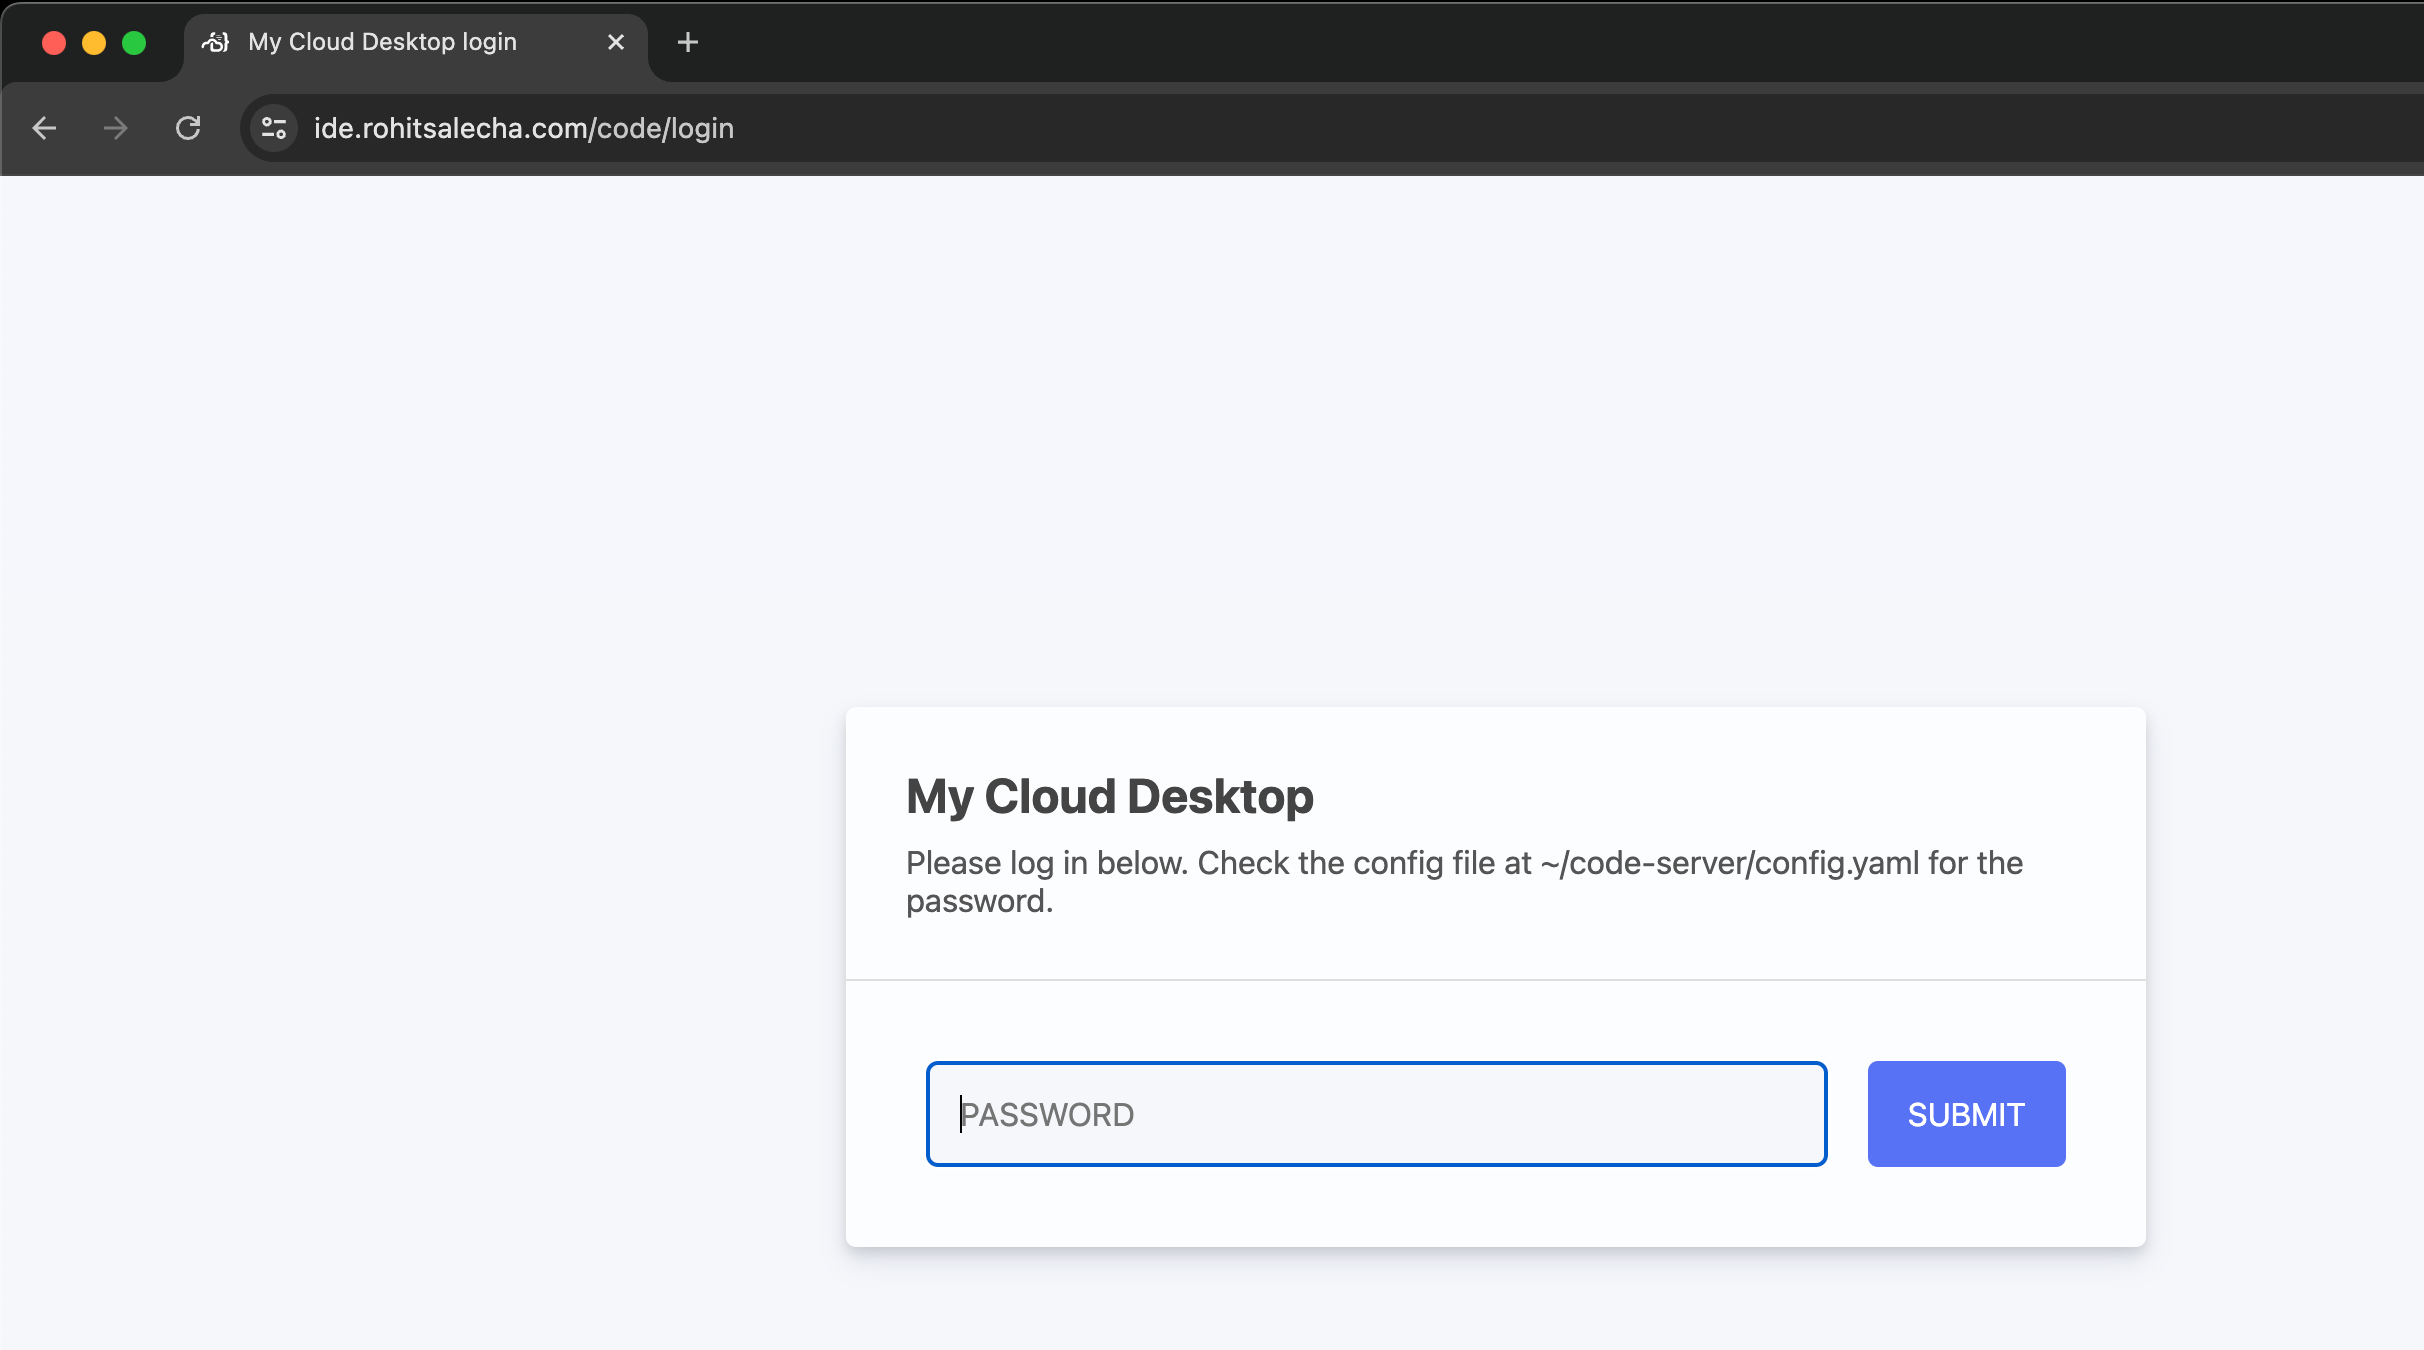 My Cloud Desktop login
ide.rohitsalecha.com/code/login
My Cloud Desktop
Please log in below. Check the config file at ~/code-server/config.yaml for the
password.
PASSWORD
SUBMIT